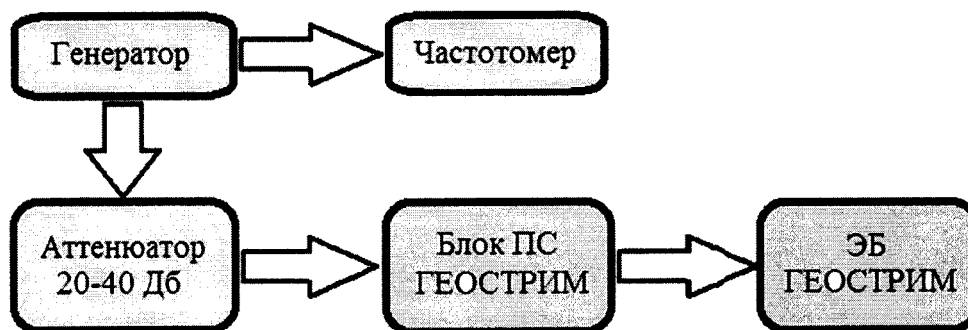 Генератор
Частотомер
Аттенюатор
20-40 Дб
Блок ПС
ГЕОСТРИМ
ЭБ
ГЕОСТРИМ